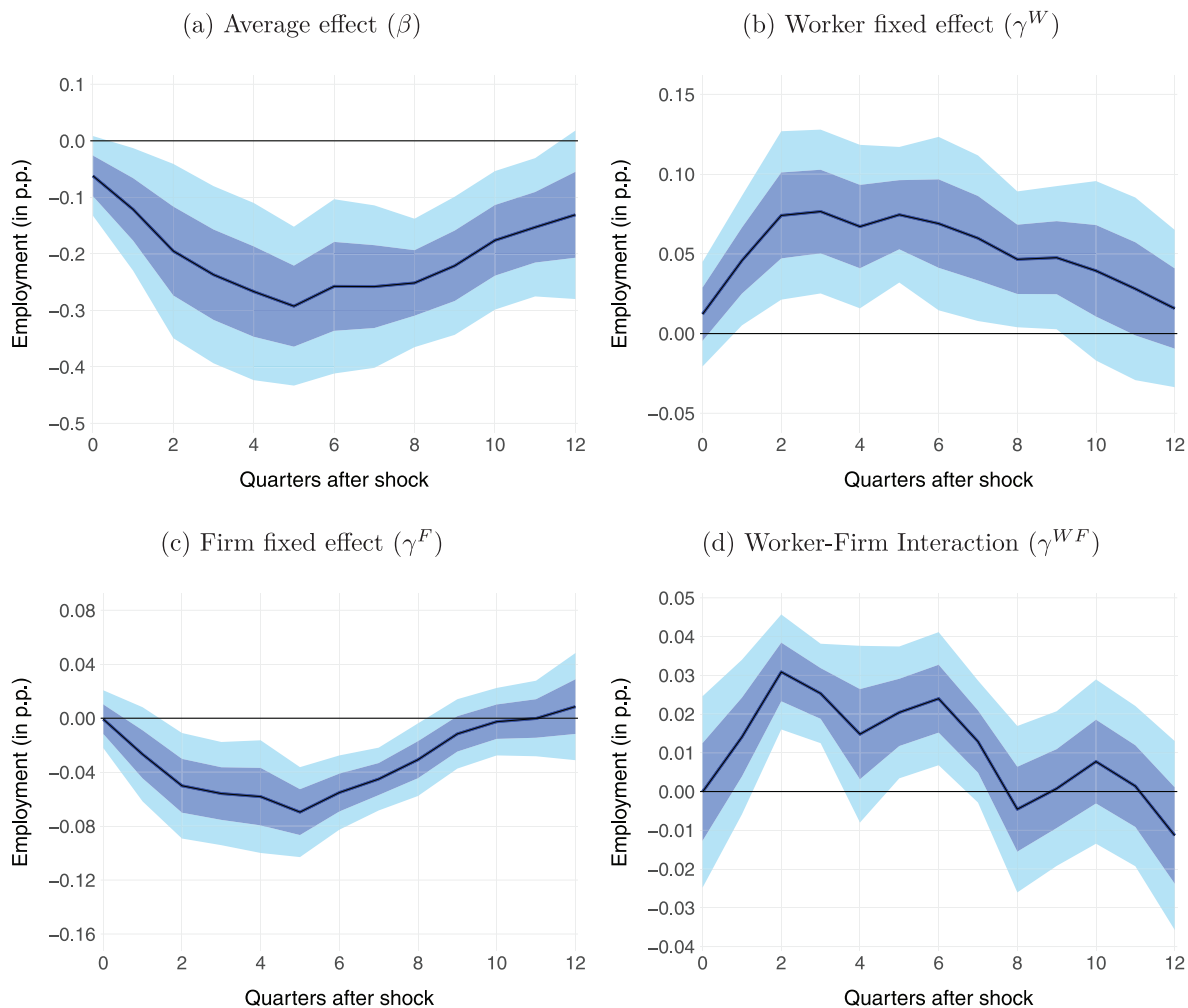 (a) Average effect (β)
Employment (in p.p.)
0.1
0.0
−0.1
−0.2
−0.3
−0.4
−0.5
0 2 4 6 8 10 12
Quarters after shock
(b) Worker fixed effect (γ^W)
Employment (in p.p.)
0.15
0.10
0.05
0.00
−0.05
0 2 4 6 8 10 12
Quarters after shock
(c) Firm fixed effect (γ^F)
Employment (in p.p.)
0.08
0.04
0.00
−0.04
−0.08
−0.12
−0.16
0 2 4 6 8 10 12
Quarters after shock
(d) Worker-Firm Interaction (γ^WF)
Employment (in p.p.)
0.05
0.04
0.03
0.02
0.01
0.00
−0.01
−0.02
−0.03
−0.04
0 2 4 6 8 10 12
Quarters after shock